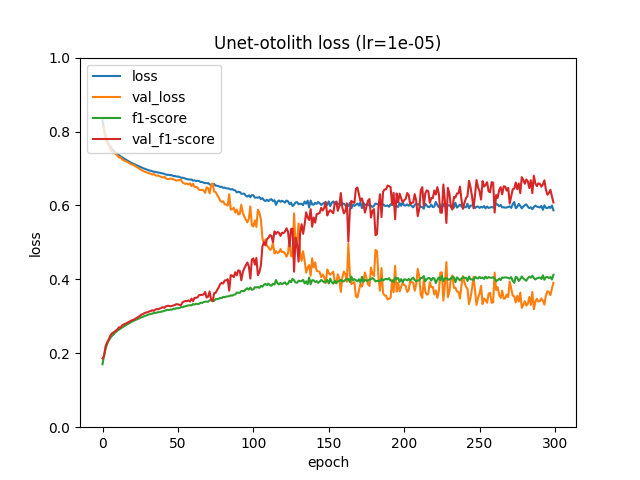 Unet-otolith loss (lr=1e-05)
loss
val_loss
f1-score
val_f1-score
1.0
0.8
0.6
0.4
0.2
0.0
loss
0 50 100 150 200 250 300
epoch